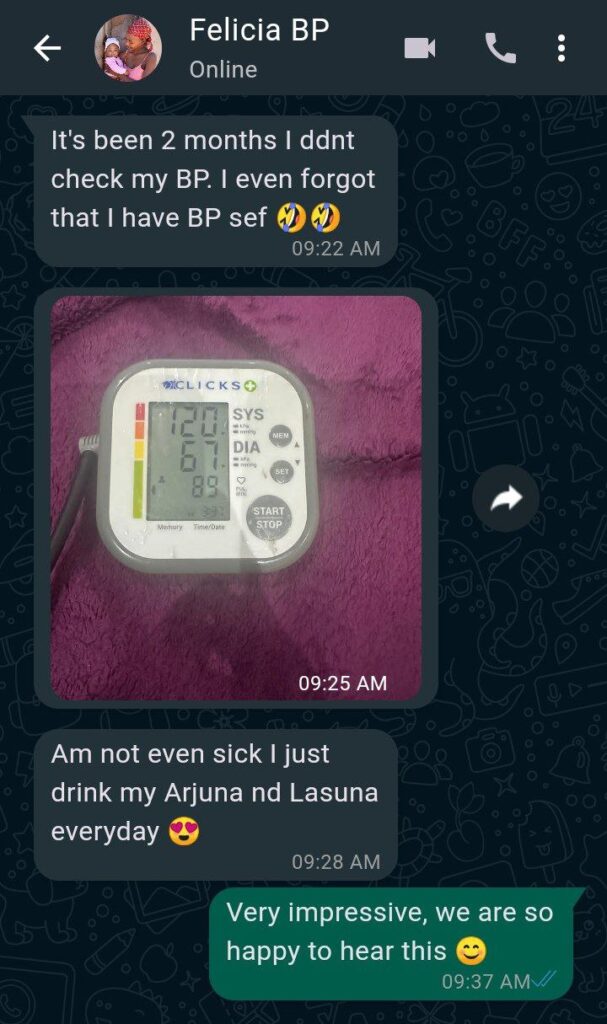 Felicia BP
Online
It's been 2 months I ddnt
check my BP. I even forgot
that I have BP sef 🤣🤣
09:22 AM
CLICKS
120
SYS
MEM
67
DIA
SET
89
START
STOP
Memory Time/Date
09:25 AM
Am not even sick I just
drink my Arjuna nd Lasuna
everyday 😍
09:28 AM
Very impressive, we are so
happy to hear this 😊
09:37 AM